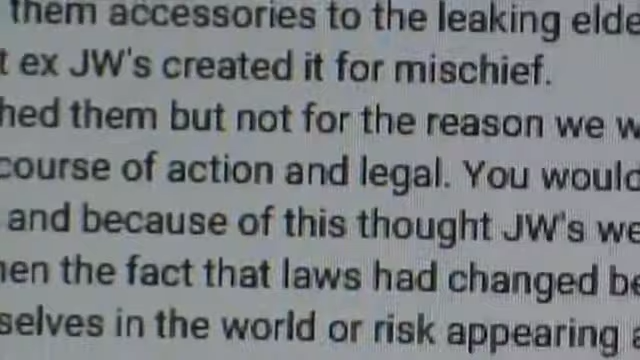 them accessories to the leaking elde
t ex JW's created it for mischief.
hed them but not for the reason we w
course of action and legal. You would
and because of this thought JW's we
en the fact that laws had changed be
selves in the world or risk appearing a